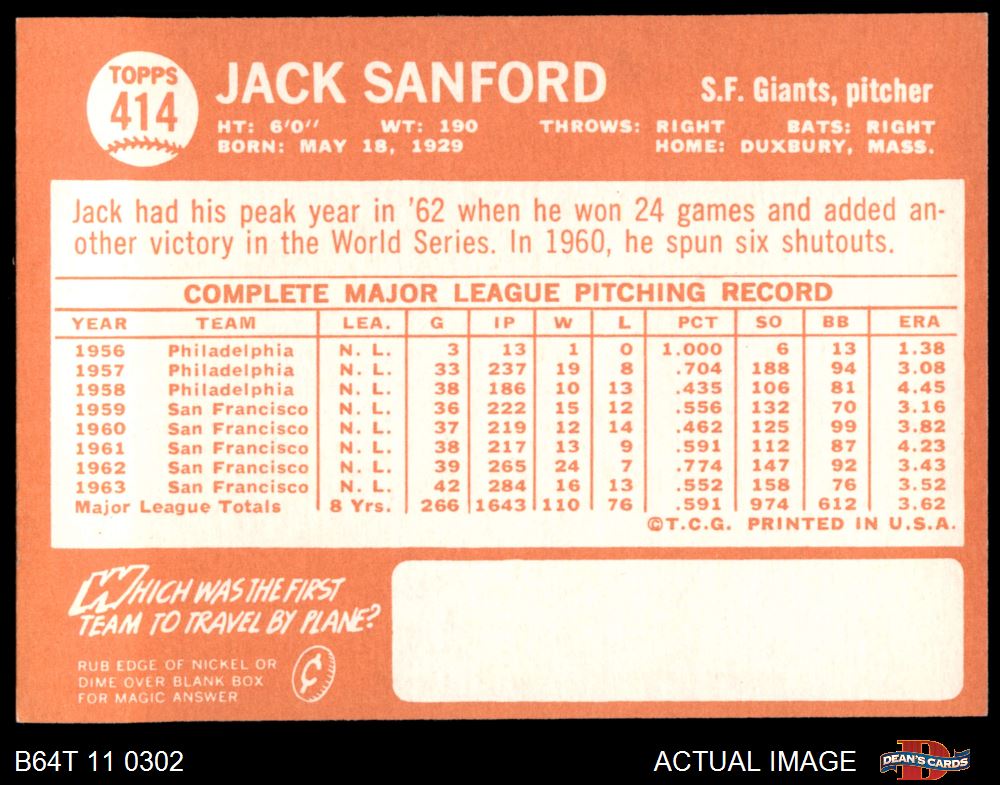 TOPPS
414
JACK SANFORD
S.F. Giants, pitcher
HT: 6'0" WT: 190 THROWS: RIGHT BATS: RIGHT
BORN: MAY 18, 1929 HOME: DUXBURY, MASS.
Jack had his peak year in '62 when he won 24 games and added an-
other victory in the World Series. In 1960, he spun six shutouts.
COMPLETE MAJOR LEAGUE PITCHING RECORD
YEAR TEAM LEA. G IP W L PCT SO BB ERA
1956 Philadelphia N. L. 3 13 1 0 1.000 6 13 1.38
1957 Philadelphia N. L. 33 237 19 8 .704 188 94 3.08
1958 Philadelphia N. L. 38 186 10 13 .435 106 81 4.45
1959 San Francisco N. L. 36 222 15 12 .556 132 70 3.16
1960 San Francisco N. L. 37 219 12 14 .462 125 99 3.82
1961 San Francisco N. L. 38 217 13 9 .591 112 87 4.23
1962 San Francisco N. L. 39 265 24 7 .774 147 92 3.43
1963 San Francisco N. L. 42 284 16 13 .552 158 76 3.52
Major League Totals 8 Yrs. 266 1643 110 76 .591 974 612 3.62
©T.C.G. PRINTED IN U.S.A.
WHICH WAS THE FIRST
TEAM TO TRAVEL BY PLANE?
RUB EDGE OF NICKEL OR
DIME OVER BLANK BOX
FOR MAGIC ANSWER
¢
B64T 11 0302
ACTUAL IMAGE
D
DEAN'S CARDS